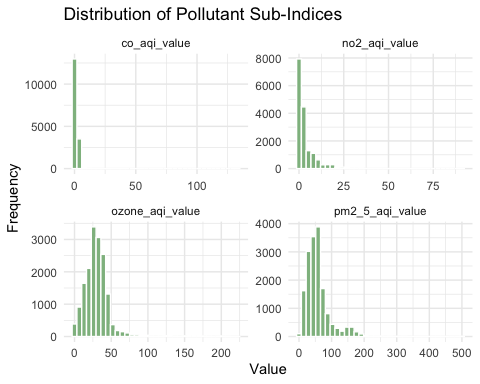 Distribution of Pollutant Sub-Indices
co_aqi_value
no2_aqi_value
10000
5000
0
0 50 100
8000
6000
4000
2000
0
0 25 50 75
ozone_aqi_value
pm2_5_aqi_value
3000
2000
1000
0
0 50 100 150 200
4000
3000
2000
1000
0
0 100 200 300 400 500
Frequency
Value